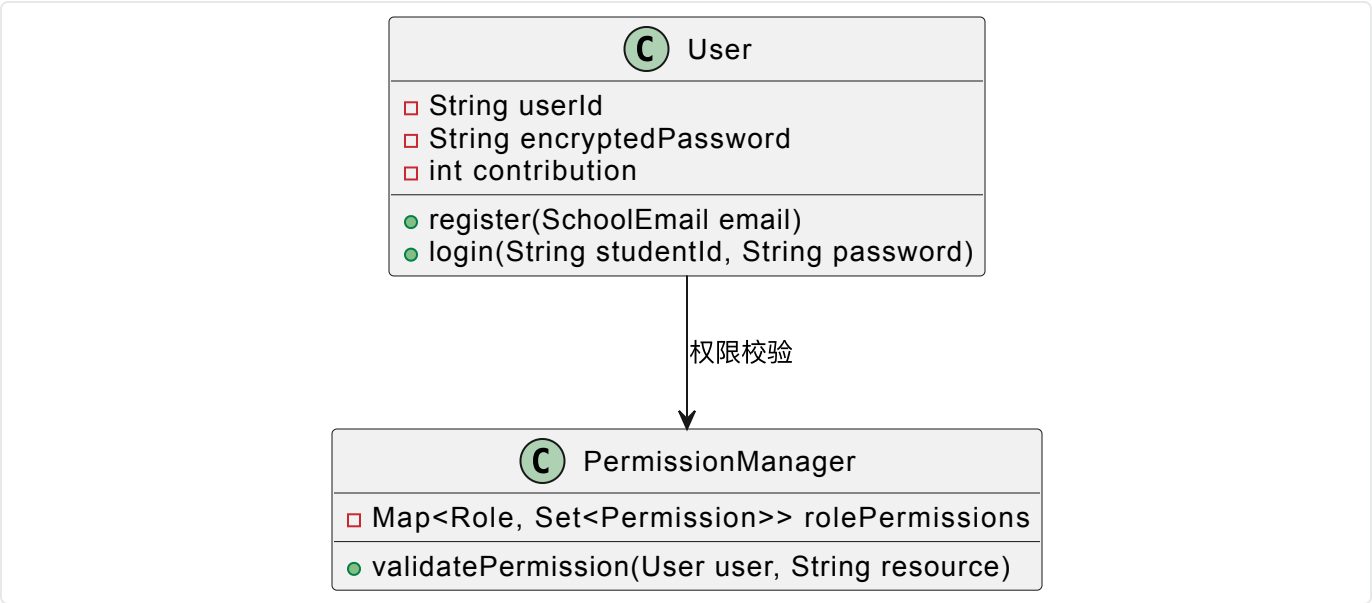 C User
String userId
String encryptedPassword
int contribution
register(SchoolEmail email)
login(String studentId, String password)
权限校验
C PermissionManager
Map<Role, Set<Permission>> rolePermissions
validatePermission(User user, String resource)